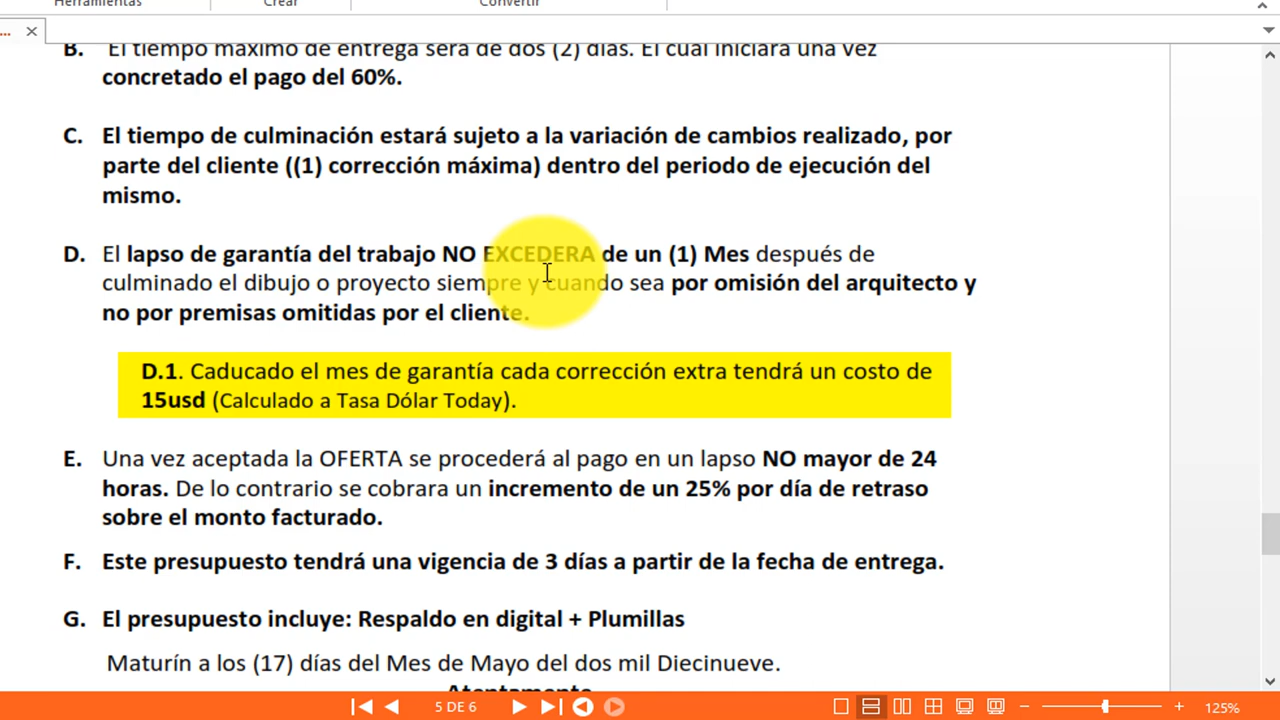 Herramientas Crear Convertir
...
B. El tiempo máximo de entrega será de dos (2) días. El cual iniciará una vez
concretado el pago del 60%.
C. El tiempo de culminación estará sujeto a la variación de cambios realizado, por
parte del cliente ((1) corrección máxima) dentro del periodo de ejecución del
mismo.
D. El lapso de garantía del trabajo NO EXCEDERA de un (1) Mes después de
culminado el dibujo o proyecto siempre y cuando sea por omisión del arquitecto y
no por premisas omitidas por el cliente.
D.1. Caducado el mes de garantía cada corrección extra tendrá un costo de
15usd (Calculado a Tasa Dólar Today).
E. Una vez aceptada la OFERTA se procederá al pago en un lapso NO mayor de 24
horas. De lo contrario se cobrara un incremento de un 25% por día de retraso
sobre el monto facturado.
F. Este presupuesto tendrá una vigencia de 3 días a partir de la fecha de entrega.
G. El presupuesto incluye: Respaldo en digital + Plumillas
Maturín a los (17) días del Mes de Mayo del dos mil Diecinueve.
Atentamente
5 DE 6
125%